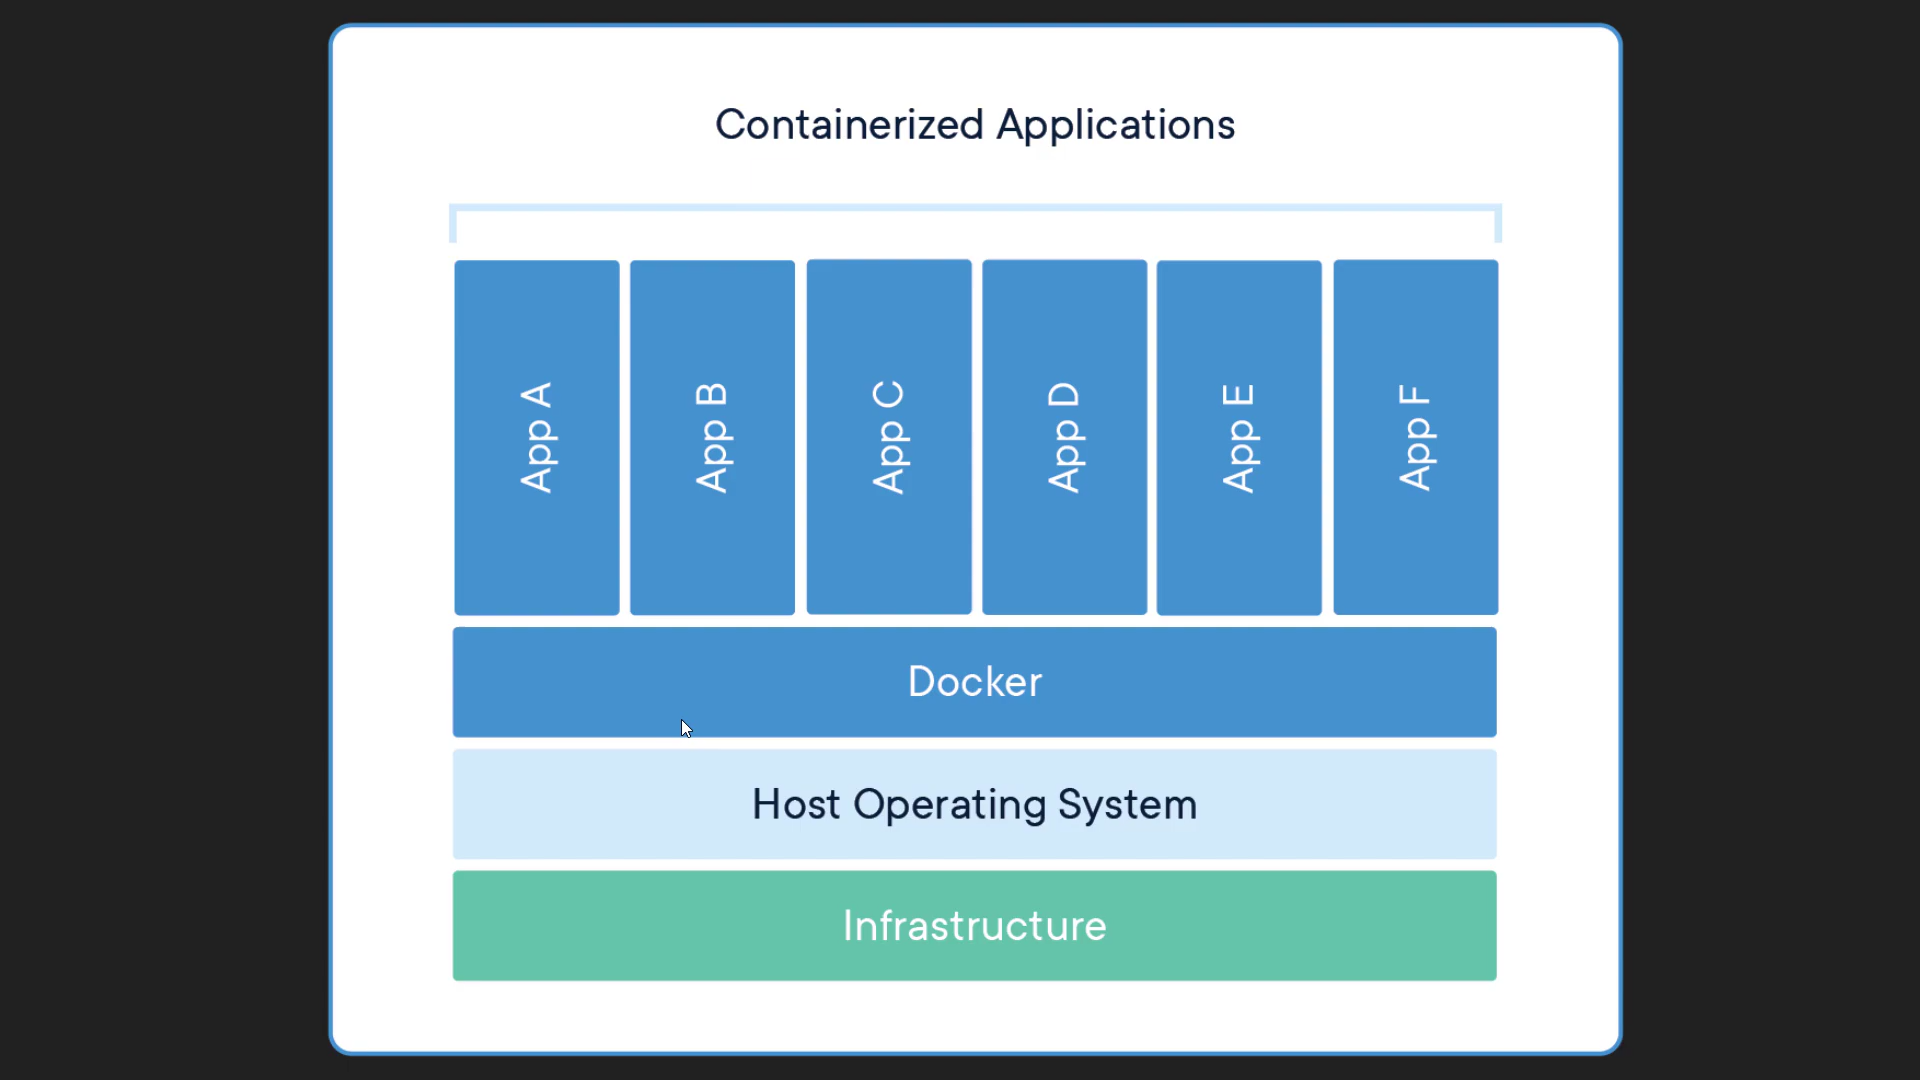 Containerized Applications
App A
App B
App C
App D
App E
App F
Docker
Host Operating System
Infrastructure